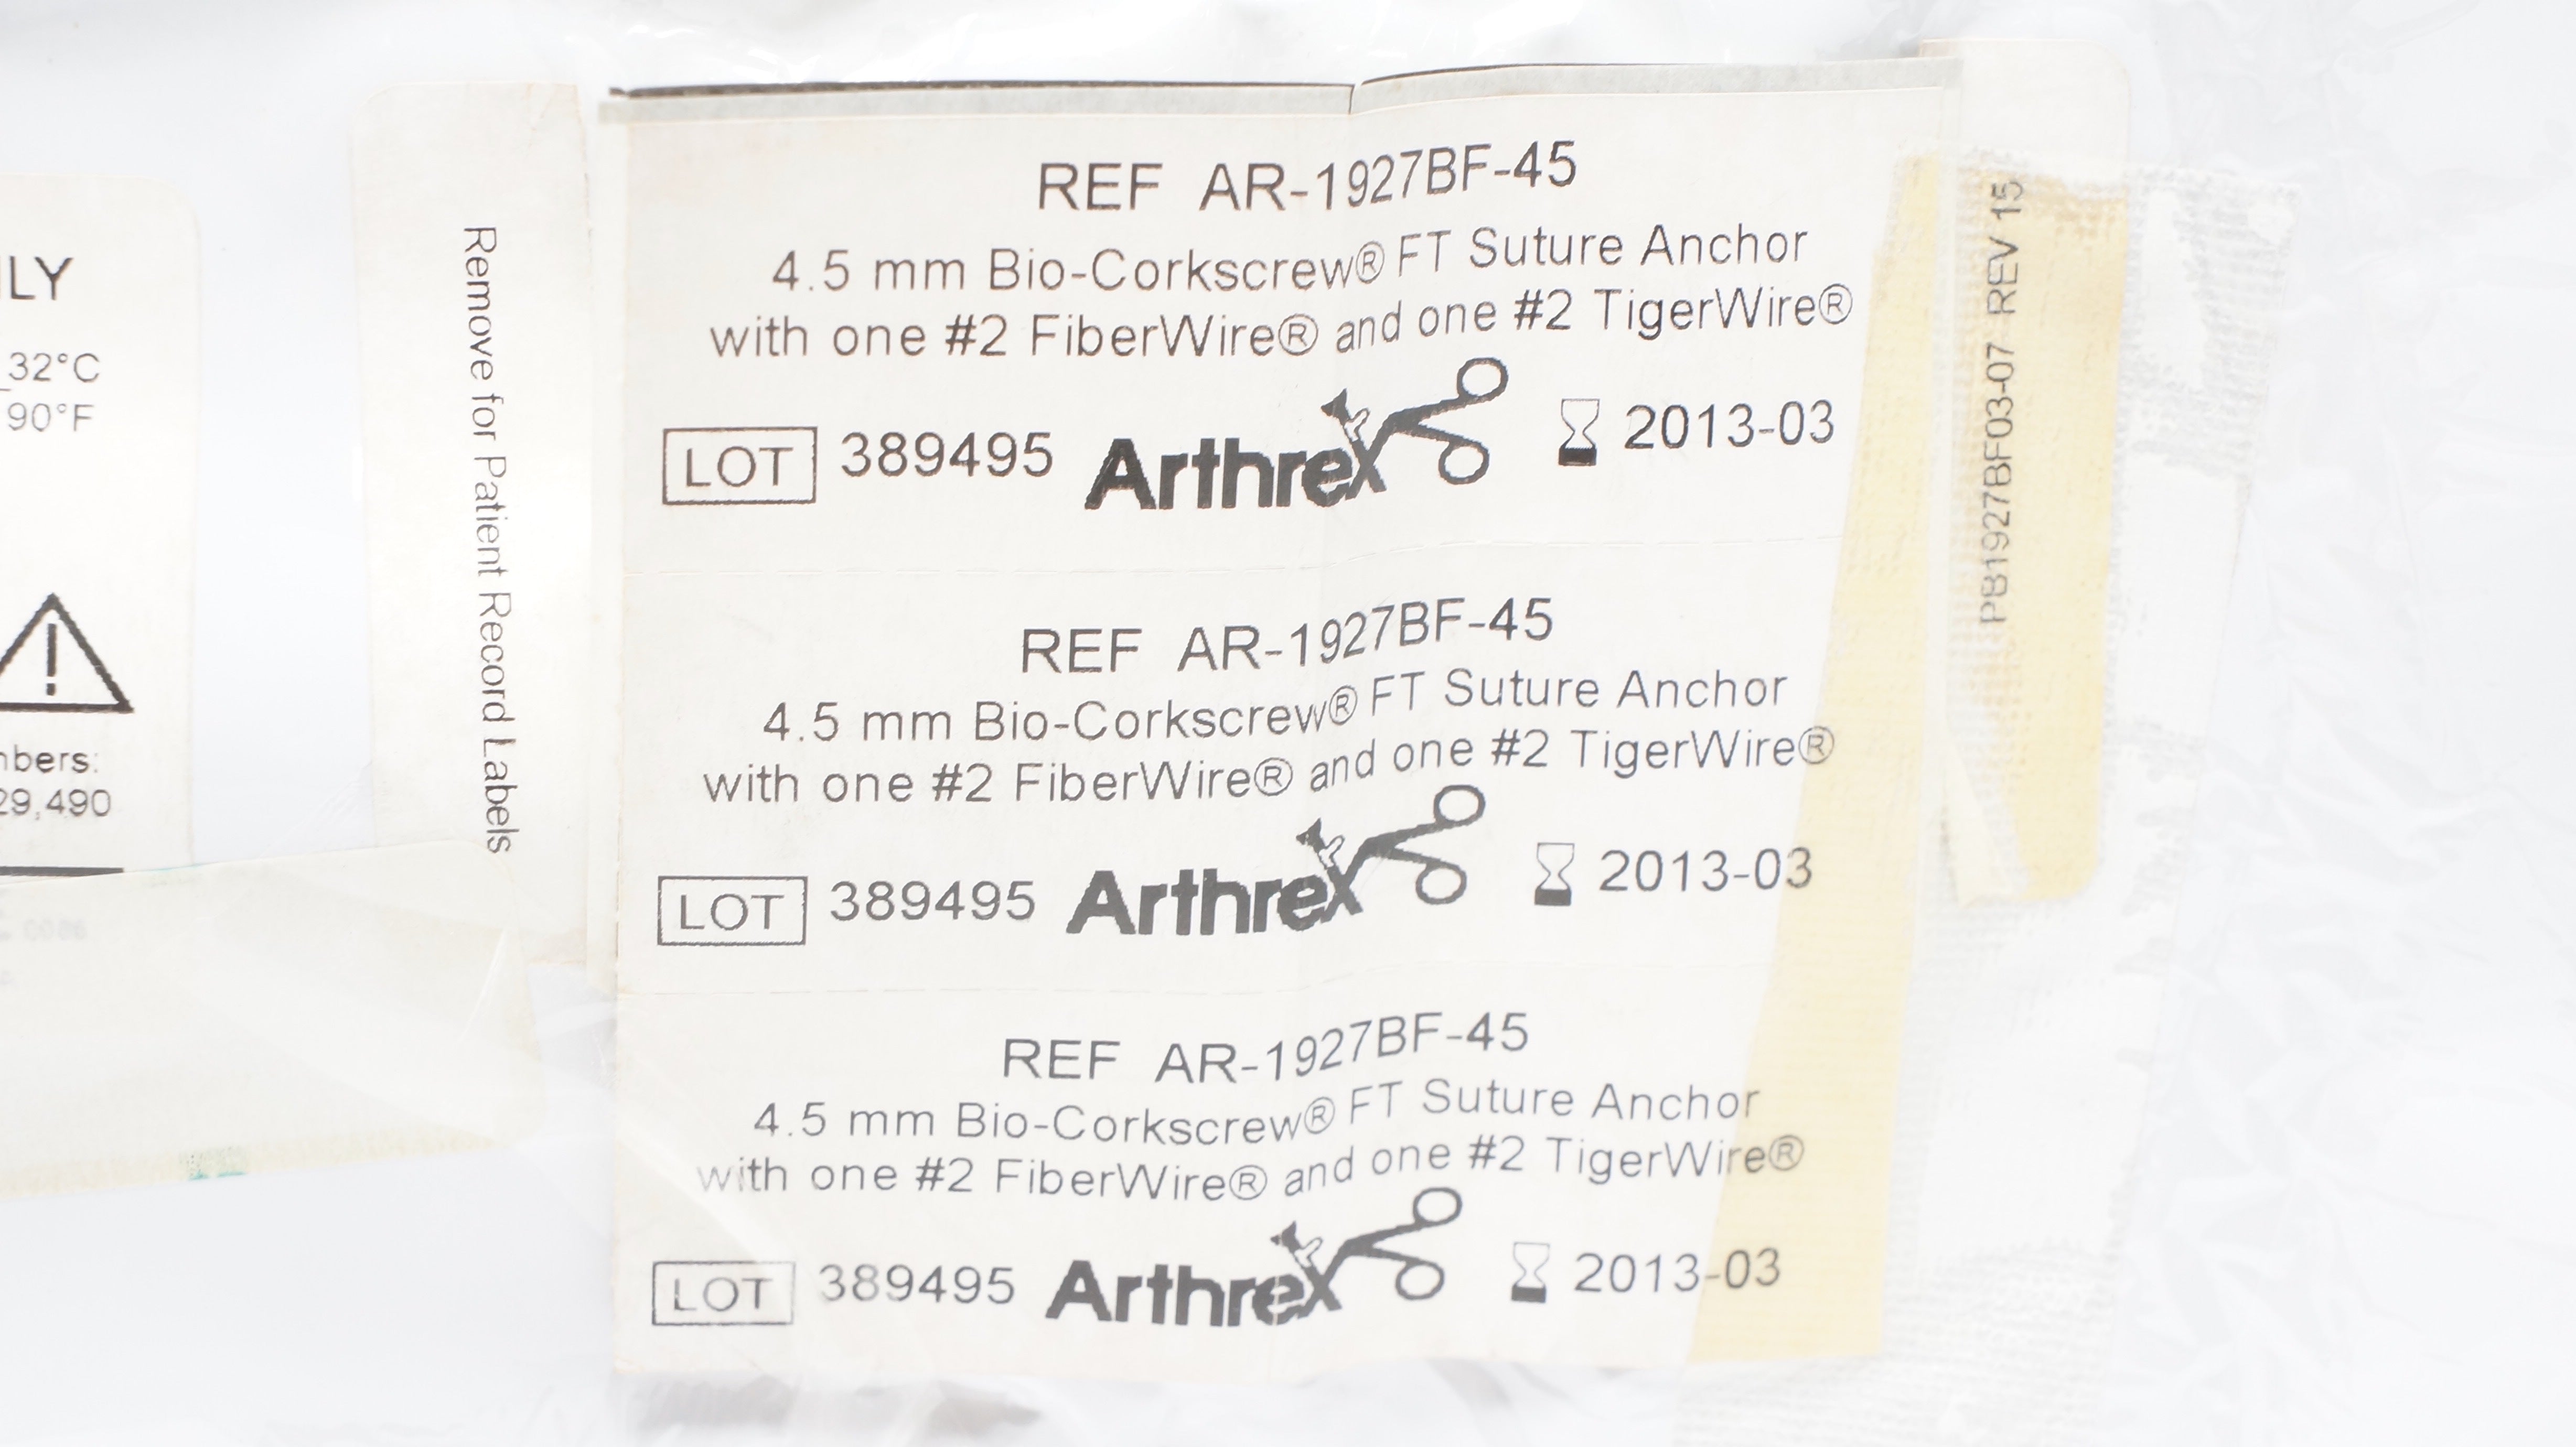 LY
32°C
90°F
nbers:
29,490
Remove for Patient Record Labels
REF AR-1927BF-45
4.5 mm Bio-Corkscrew® FT Suture Anchor
with one #2 FiberWire® and one #2 TigerWire®
LOT 389495 Arthrex 2013-03
REF AR-1927BF-45
4.5 mm Bio-Corkscrew® FT Suture Anchor
with one #2 FiberWire® and one #2 TigerWire®
LOT 389495 Arthrex 2013-03
REF AR-1927BF-45
4.5 mm Bio-Corkscrew® FT Suture Anchor
with one #2 FiberWire® and one #2 TigerWire®
LOT 389495 Arthrex 2013-03
PB1927BF03-07 REV 15